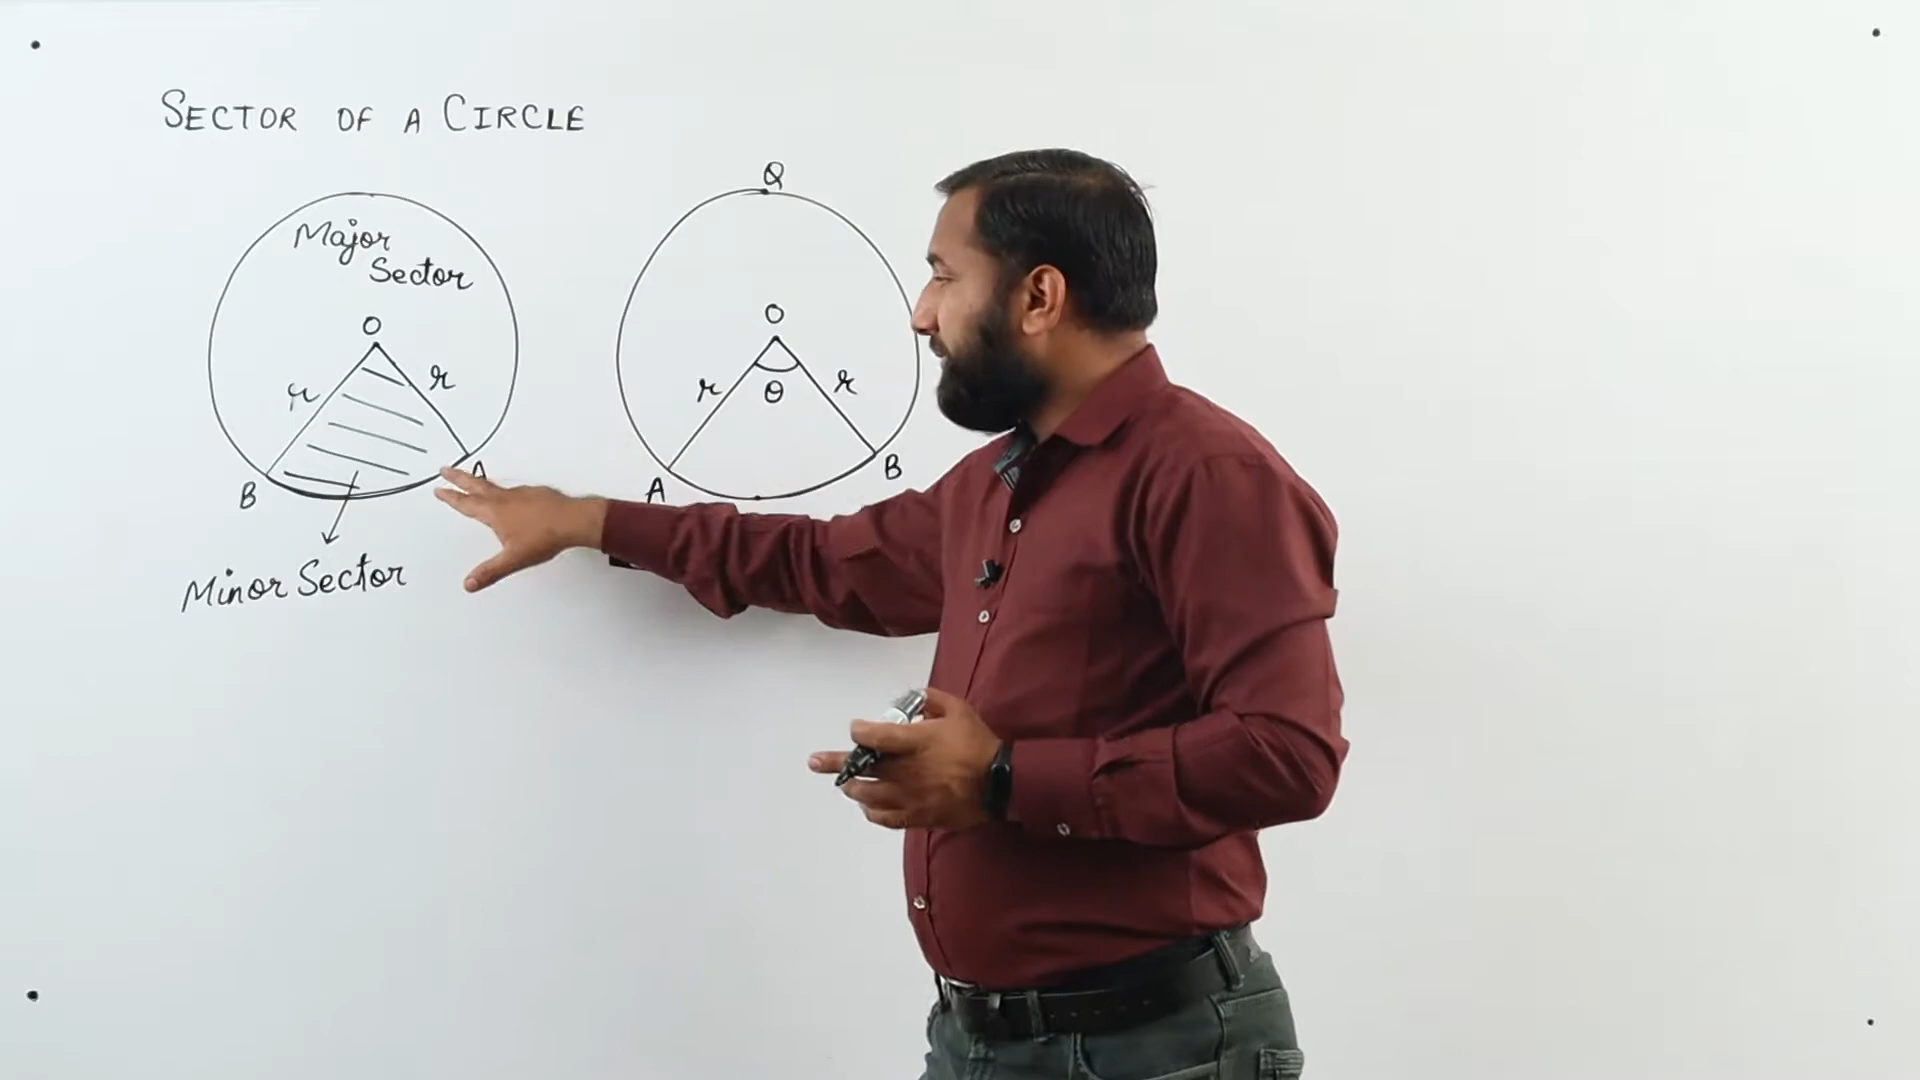 SECTOR OF A CIRCLE
Major
Sector
O
r
r
B
A
Minor Sector
Q
O
r
θ
r
A
B